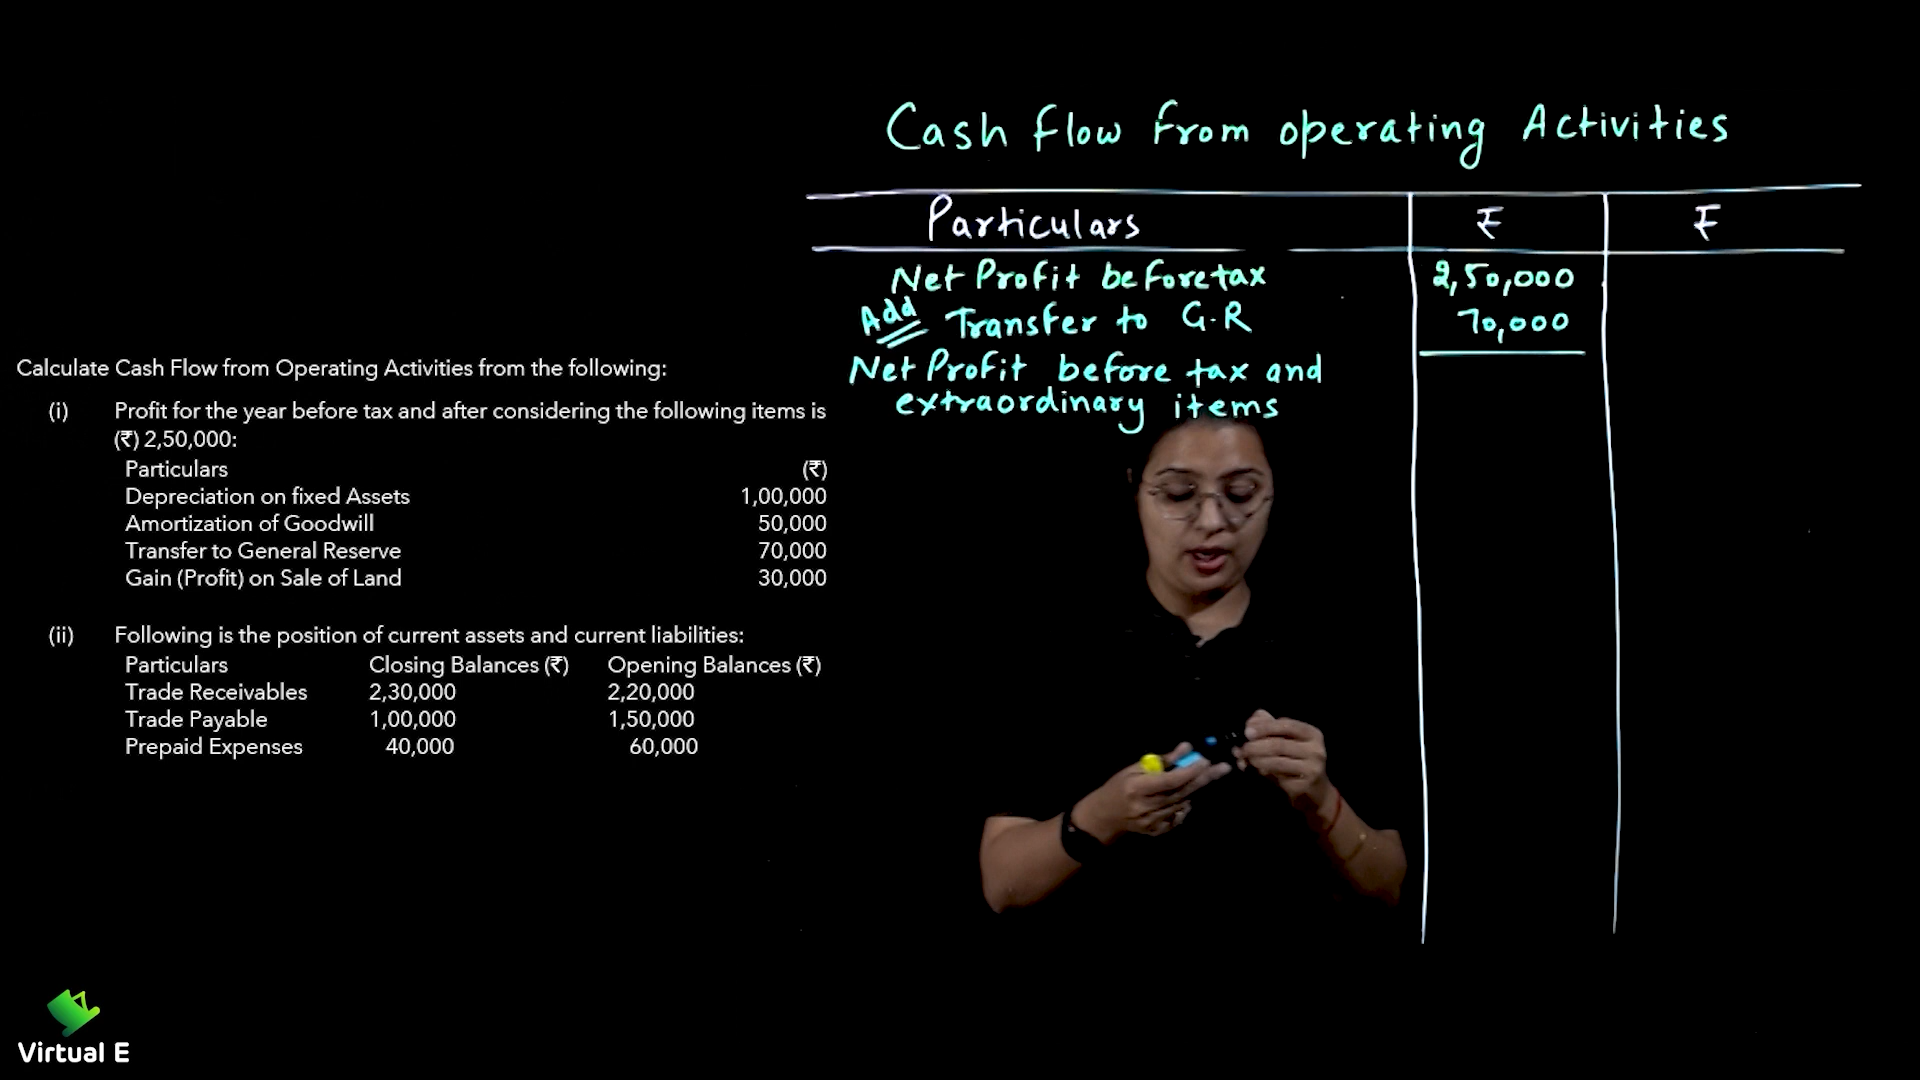 Cash Flow From operating Activities
Particulars ₹ ₹
Net Profit before tax 2,50,000
Add Transfer to G.R 70,000
Net Profit before tax and
extraordinary items
Calculate Cash Flow from Operating Activities from the following:
(i) Profit for the year before tax and after considering the following items is
(₹) 2,50,000:
Particulars (₹)
Depreciation on fixed Assets 1,00,000
Amortization of Goodwill 50,000
Transfer to General Reserve 70,000
Gain (Profit) on Sale of Land 30,000
(ii) Following is the position of current assets and current liabilities:
Particulars Closing Balances (₹) Opening Balances (₹)
Trade Receivables 2,30,000 2,20,000
Trade Payable 1,00,000 1,50,000
Prepaid Expenses 40,000 60,000
Virtual E